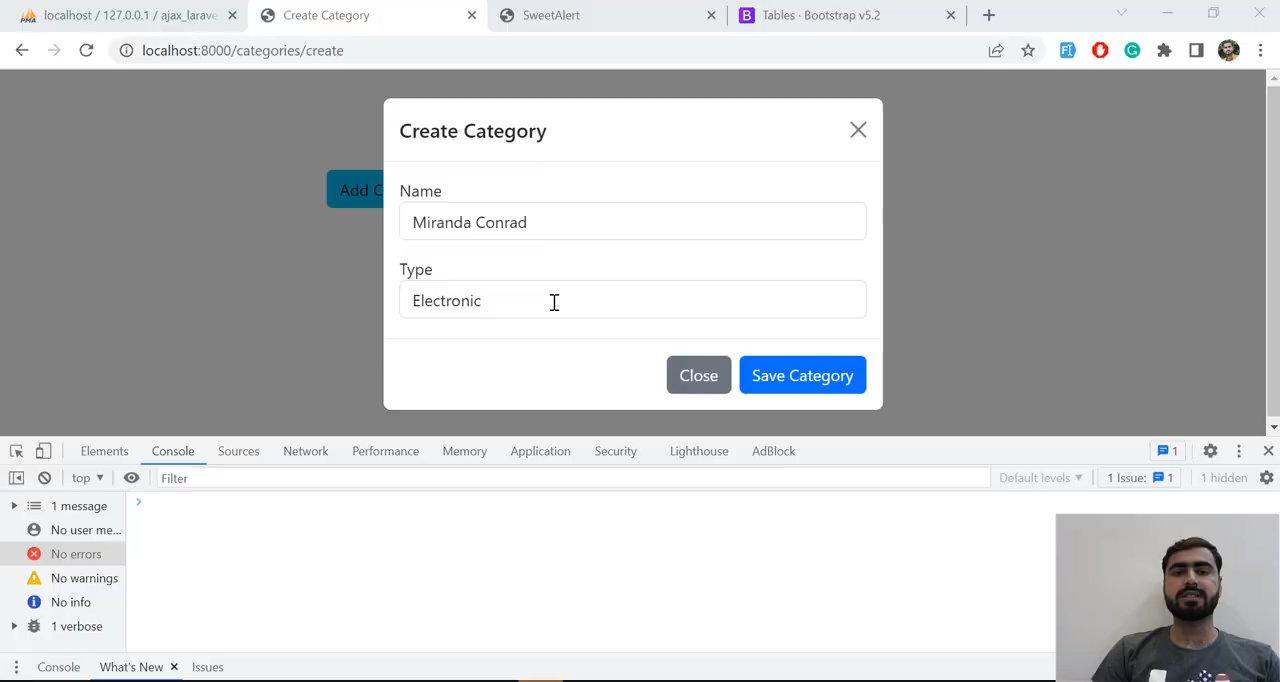 localhost / 127.0.0.1 / ajax_larave
Create Category
SweetAlert
Tables · Bootstrap v5.2
localhost:8000/categories/create
Create Category
Add C
Name
Miranda Conrad
Type
Electronic
Close
Save Category
Elements
Console
Sources
Network
Performance
Memory
Application
Security
Lighthouse
AdBlock
1
top
Filter
Default levels
1 Issue: 1
1 hidden
1 message
No user me...
No errors
No warnings
No info
1 verbose
Console
What's New
Issues